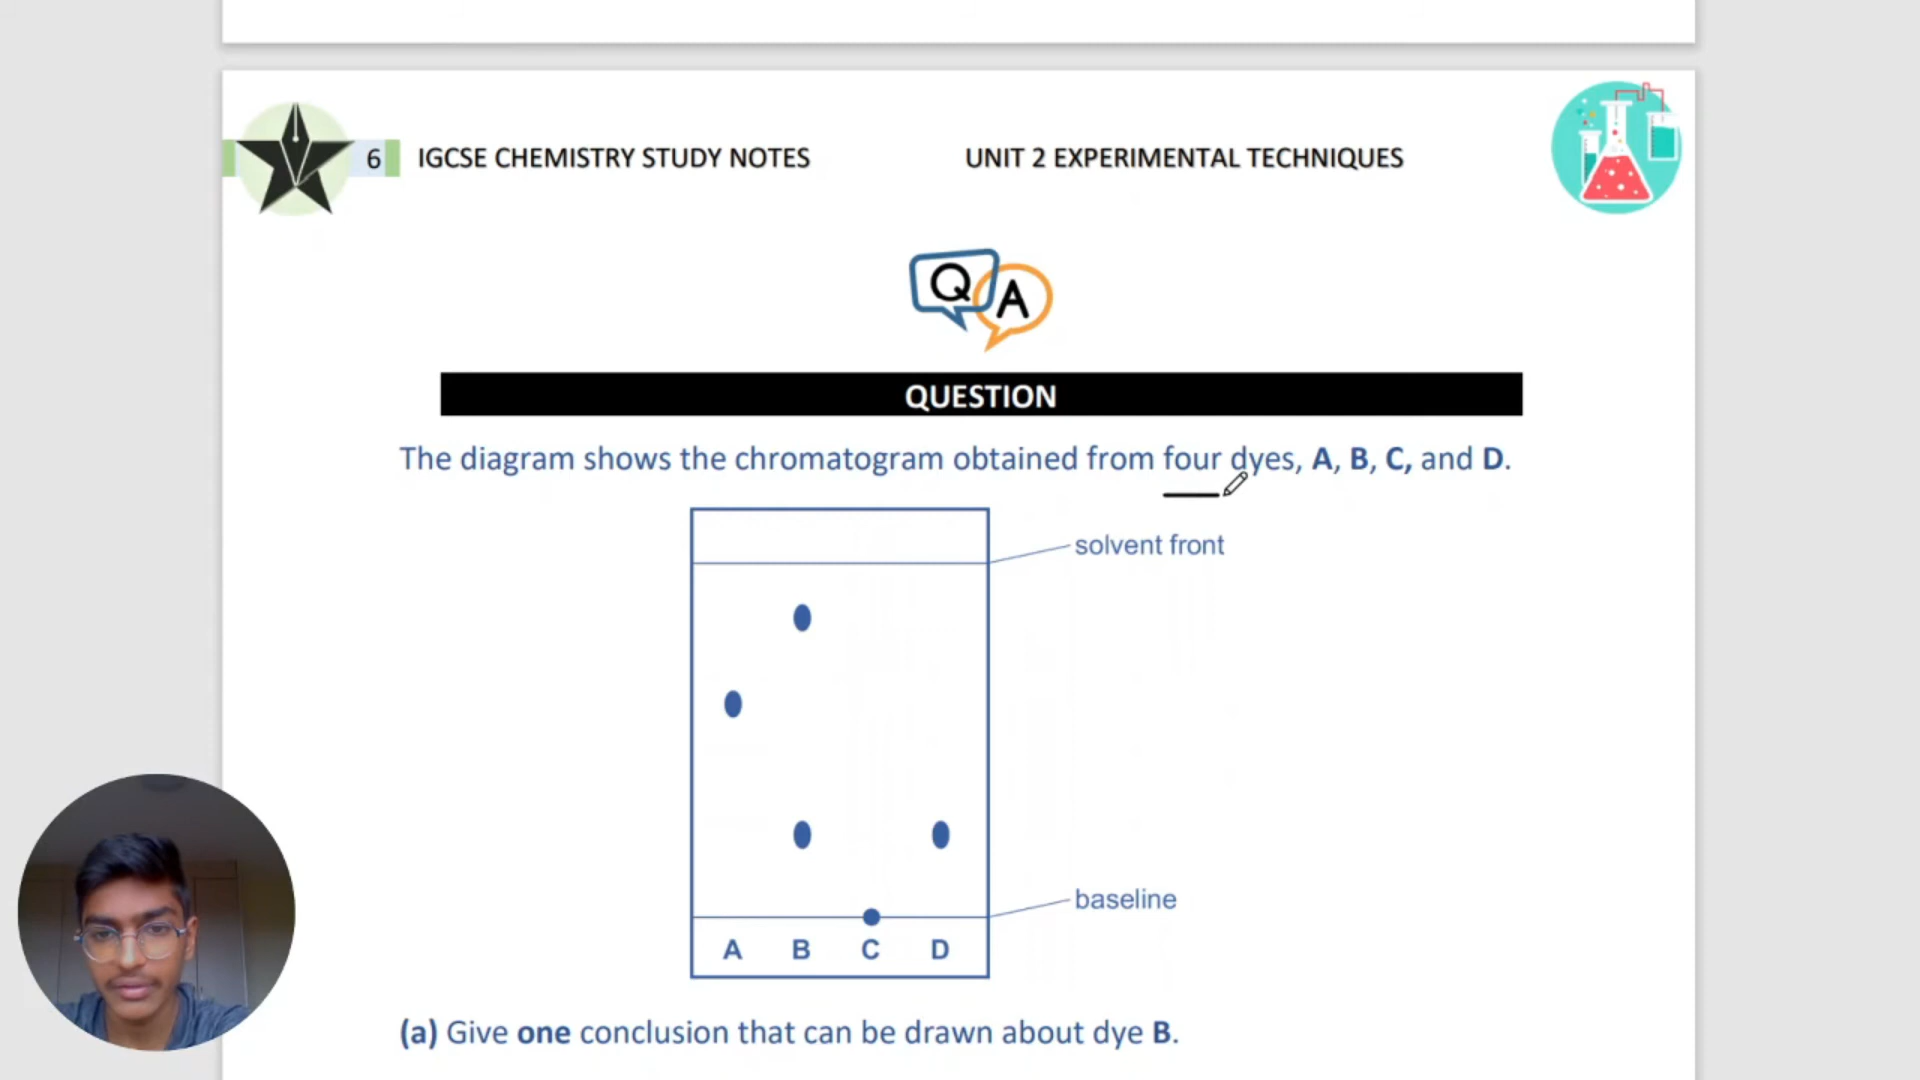 6 IGCSE CHEMISTRY STUDY NOTES UNIT 2 EXPERIMENTAL TECHNIQUES
Q A
QUESTION
The diagram shows the chromatogram obtained from four dyes, A, B, C, and D.
solvent front
baseline
A B C D
(a) Give one conclusion that can be drawn about dye B.